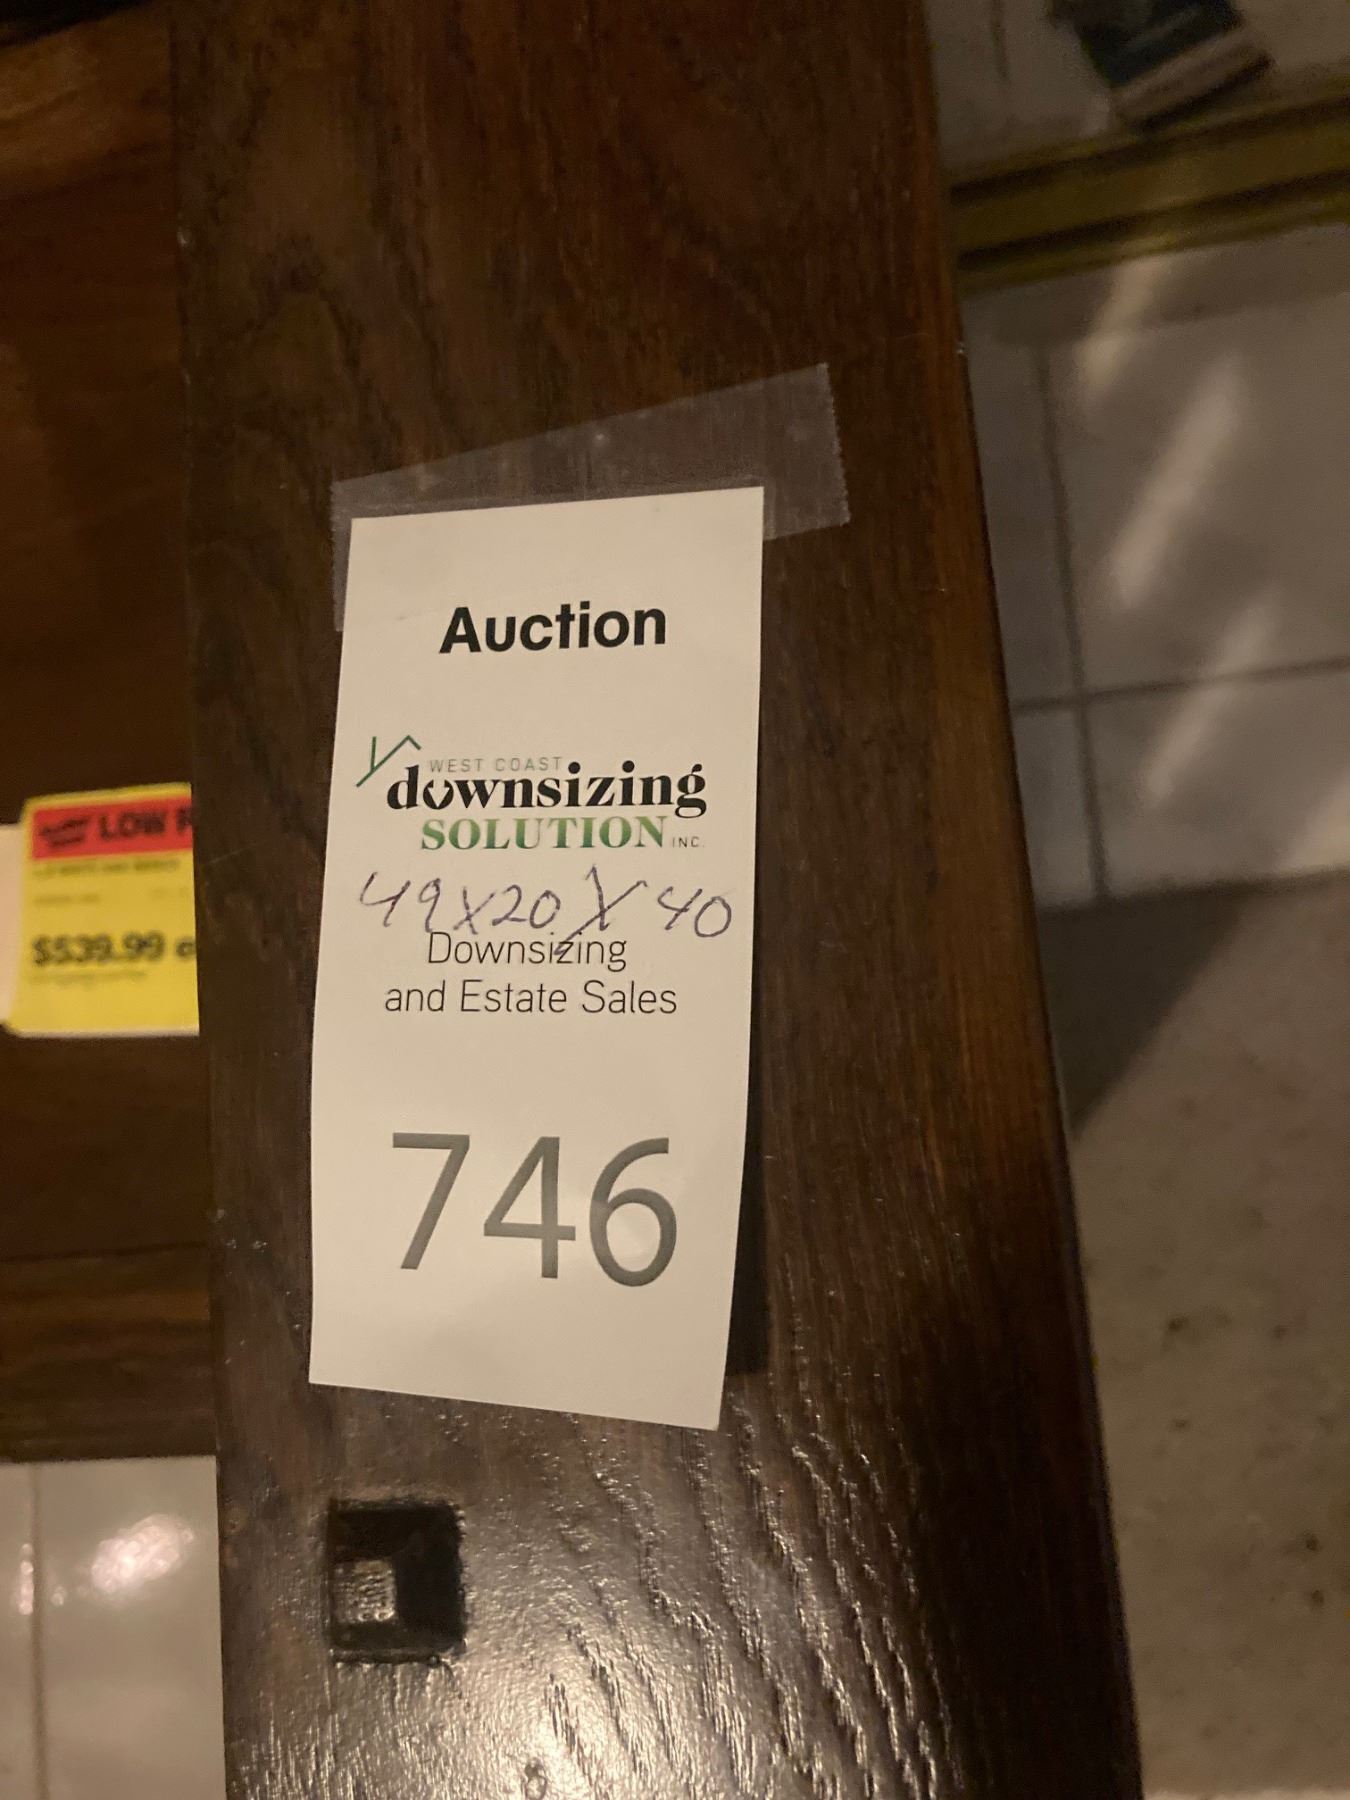 Auction
WEST COAST
downsizing
SOLUTION INC.
49x20 X 40
Downsizing
and Estate Sales
746
LOW
$539.99